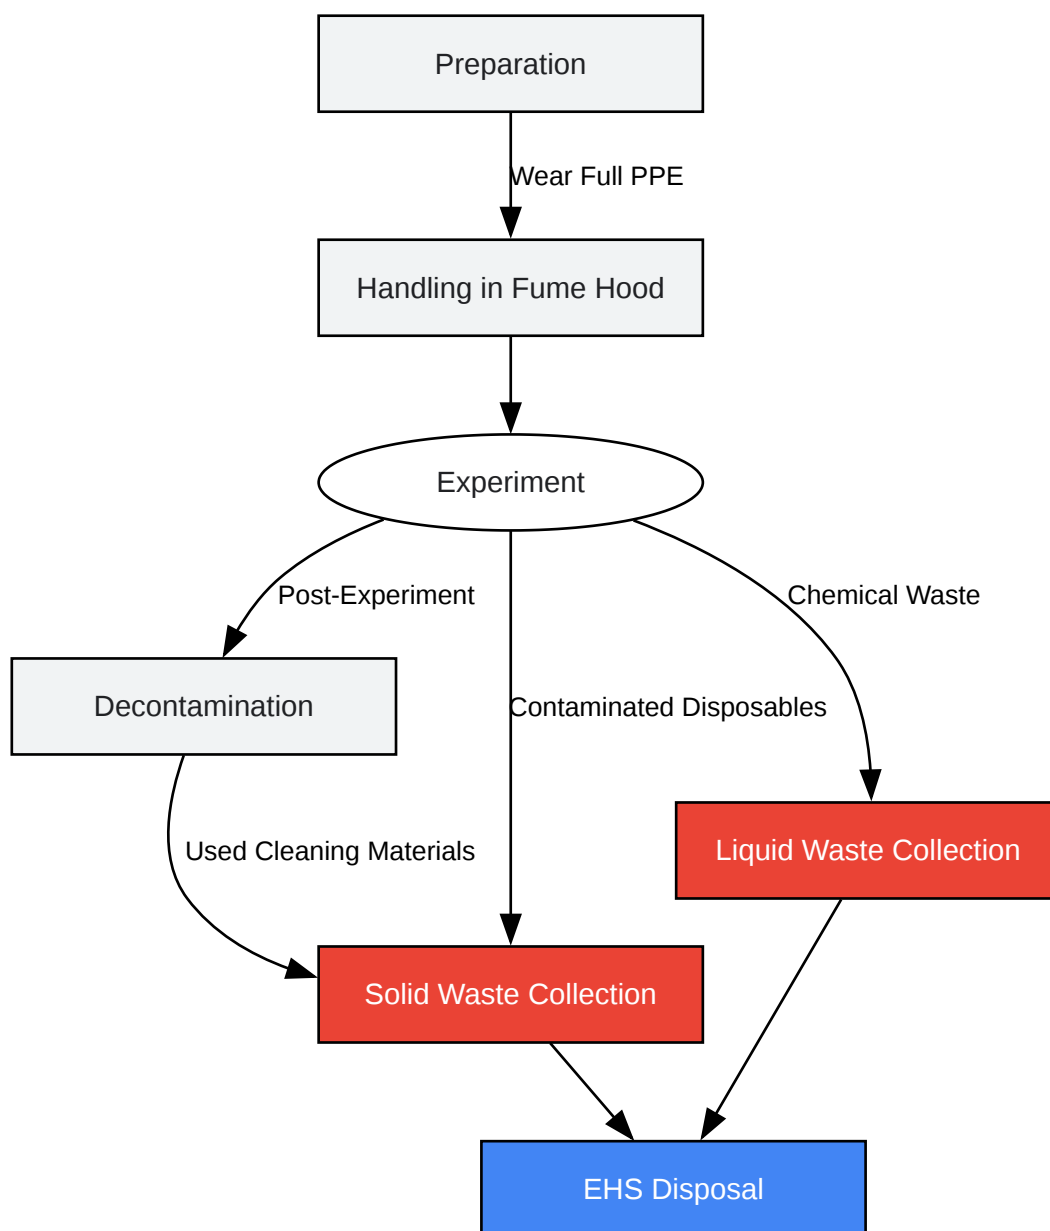 Preparation
Wear Full PPE
Handling in Fume Hood
Experiment
Post-Experiment
Chemical Waste
Decontamination
Contaminated Disposables
Used Cleaning Materials
Liquid Waste Collection
Solid Waste Collection
EHS Disposal